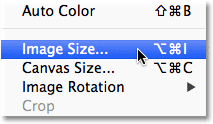 Auto Color ⇧⌘B
Image Size... ⌥⌘I
Canvas Size... ⌥⌘C
Image Rotation ▶
Crop